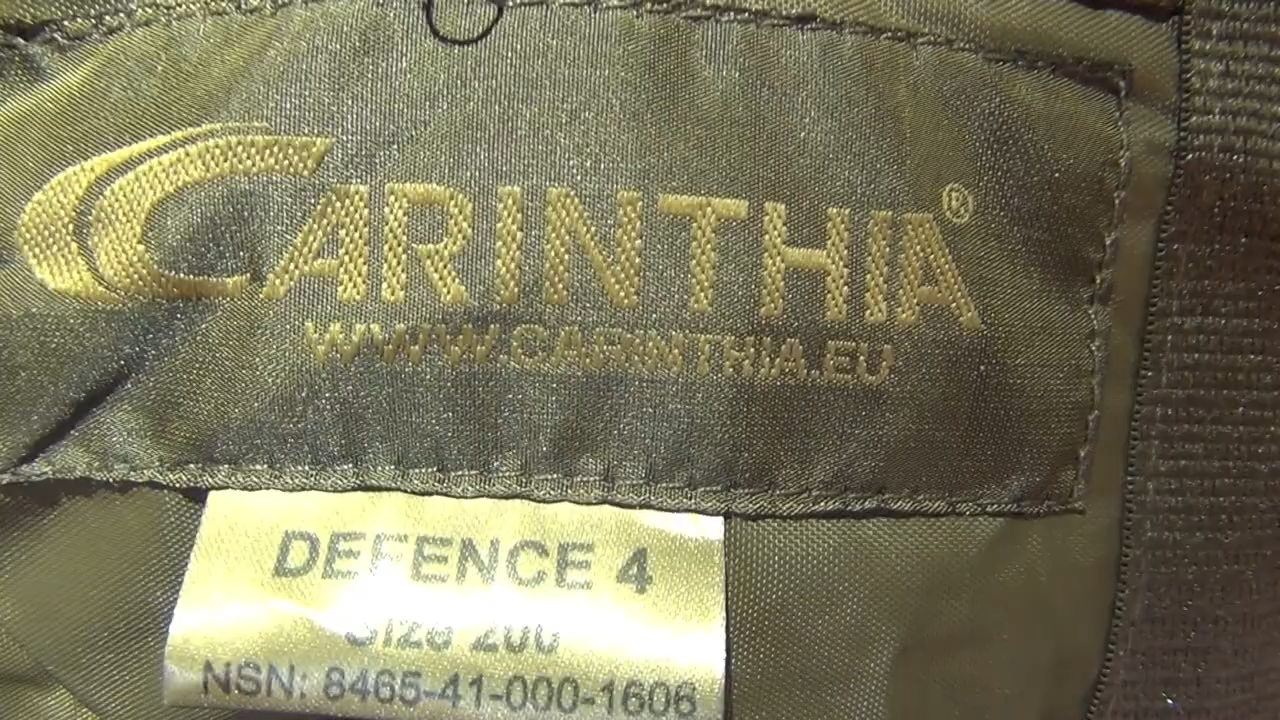 CARINTHIA®
WWW.CARINTHIA.EU
DEFENCE 4
Size 200
NSN: 8465-41-000-1606